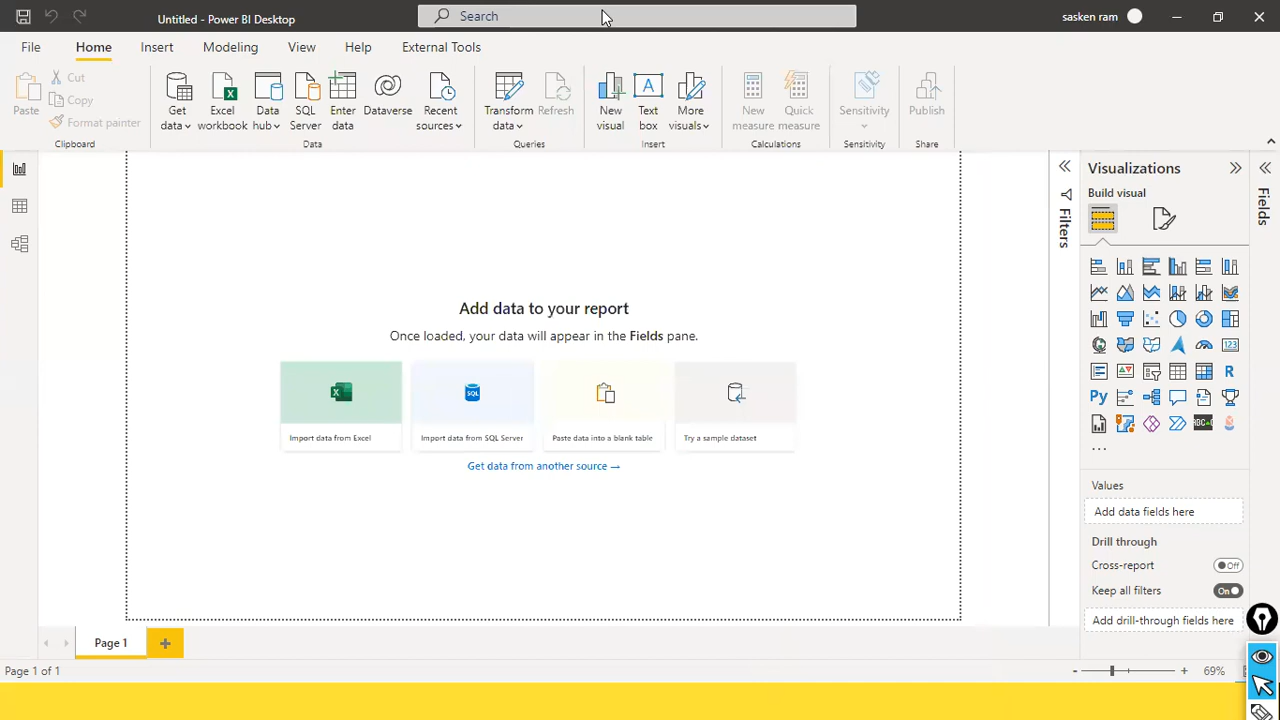 Untitled - Power BI Desktop
Search
sasken ram
File Home Insert Modeling View Help External Tools
Paste
Cut
Copy
Format painter
Clipboard
Get data
Excel workbook
Data hub
SQL Server
Enter data
Dataverse
Recent sources
Data
Transform data
Refresh
Queries
New visual
Text box
More visuals
Insert
New measure
Quick measure
Calculations
Sensitivity
Sensitivity
Publish
Share
Add data to your report
Once loaded, your data will appear in the Fields pane.
Import data from Excel
Import data from SQL Server
Paste data into a blank table
Try a sample dataset
Get data from another source →
Filters
Visualizations
Build visual
Values
Add data fields here
Drill through
Cross-report Off
Keep all filters On
Add drill-through fields here
Fields
Page 1
Page 1 of 1
69%